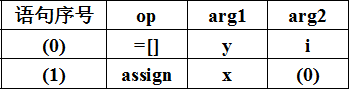 语句序号 op arg1 arg2
(0) =[] y i
(1) assign x (0)